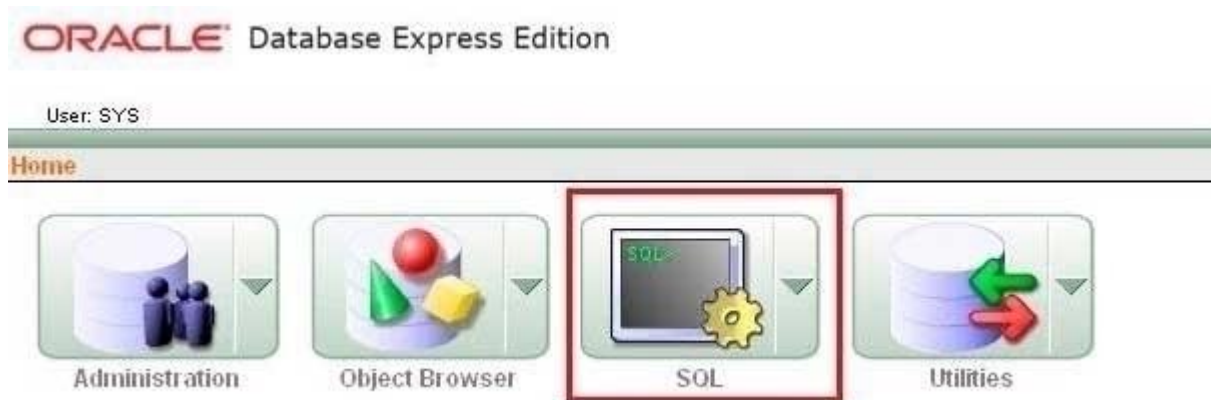 ORACLE Database Express Edition
User: SYS
Home
SQL>
Administration
Object Browser
SQL
Utilities